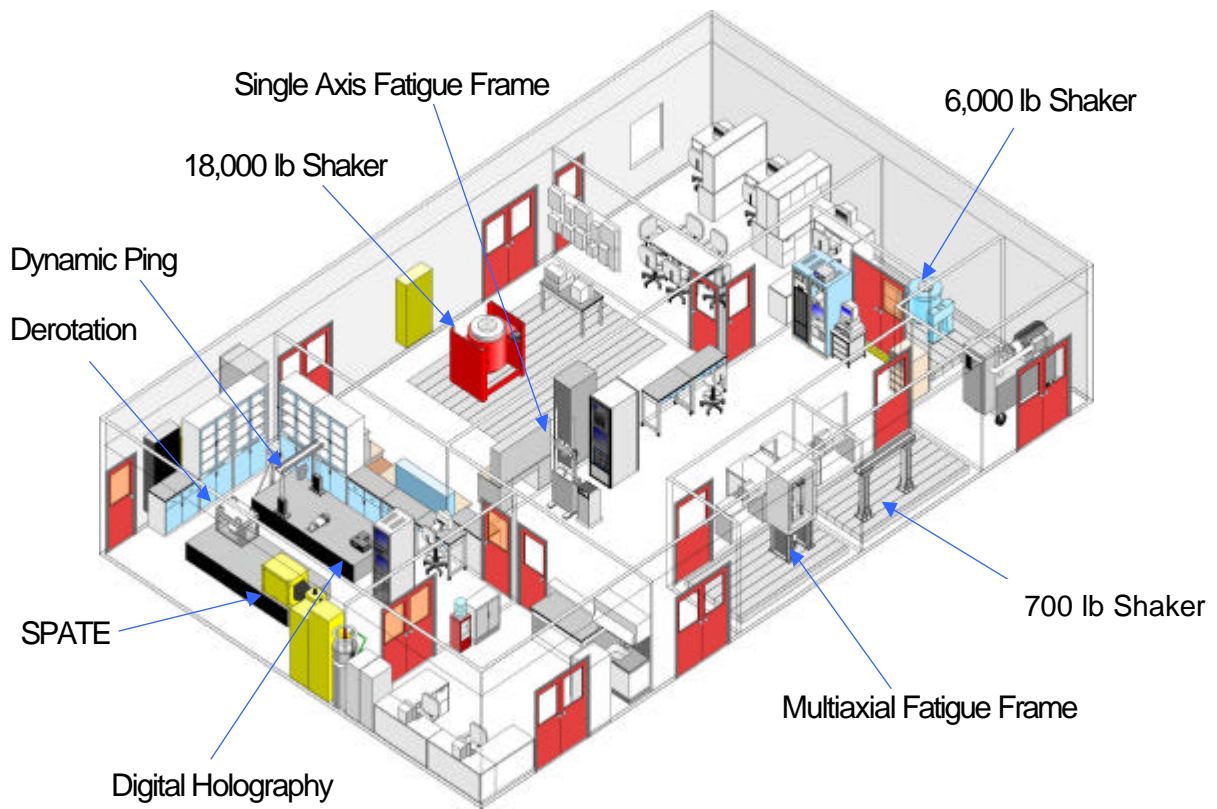 Single Axis Fatigue Frame
6,000 lb Shaker
18,000 lb Shaker
Dynamic Ping
Derotation
700 lb Shaker
SPATE
Multiaxial Fatigue Frame
Digital Holography